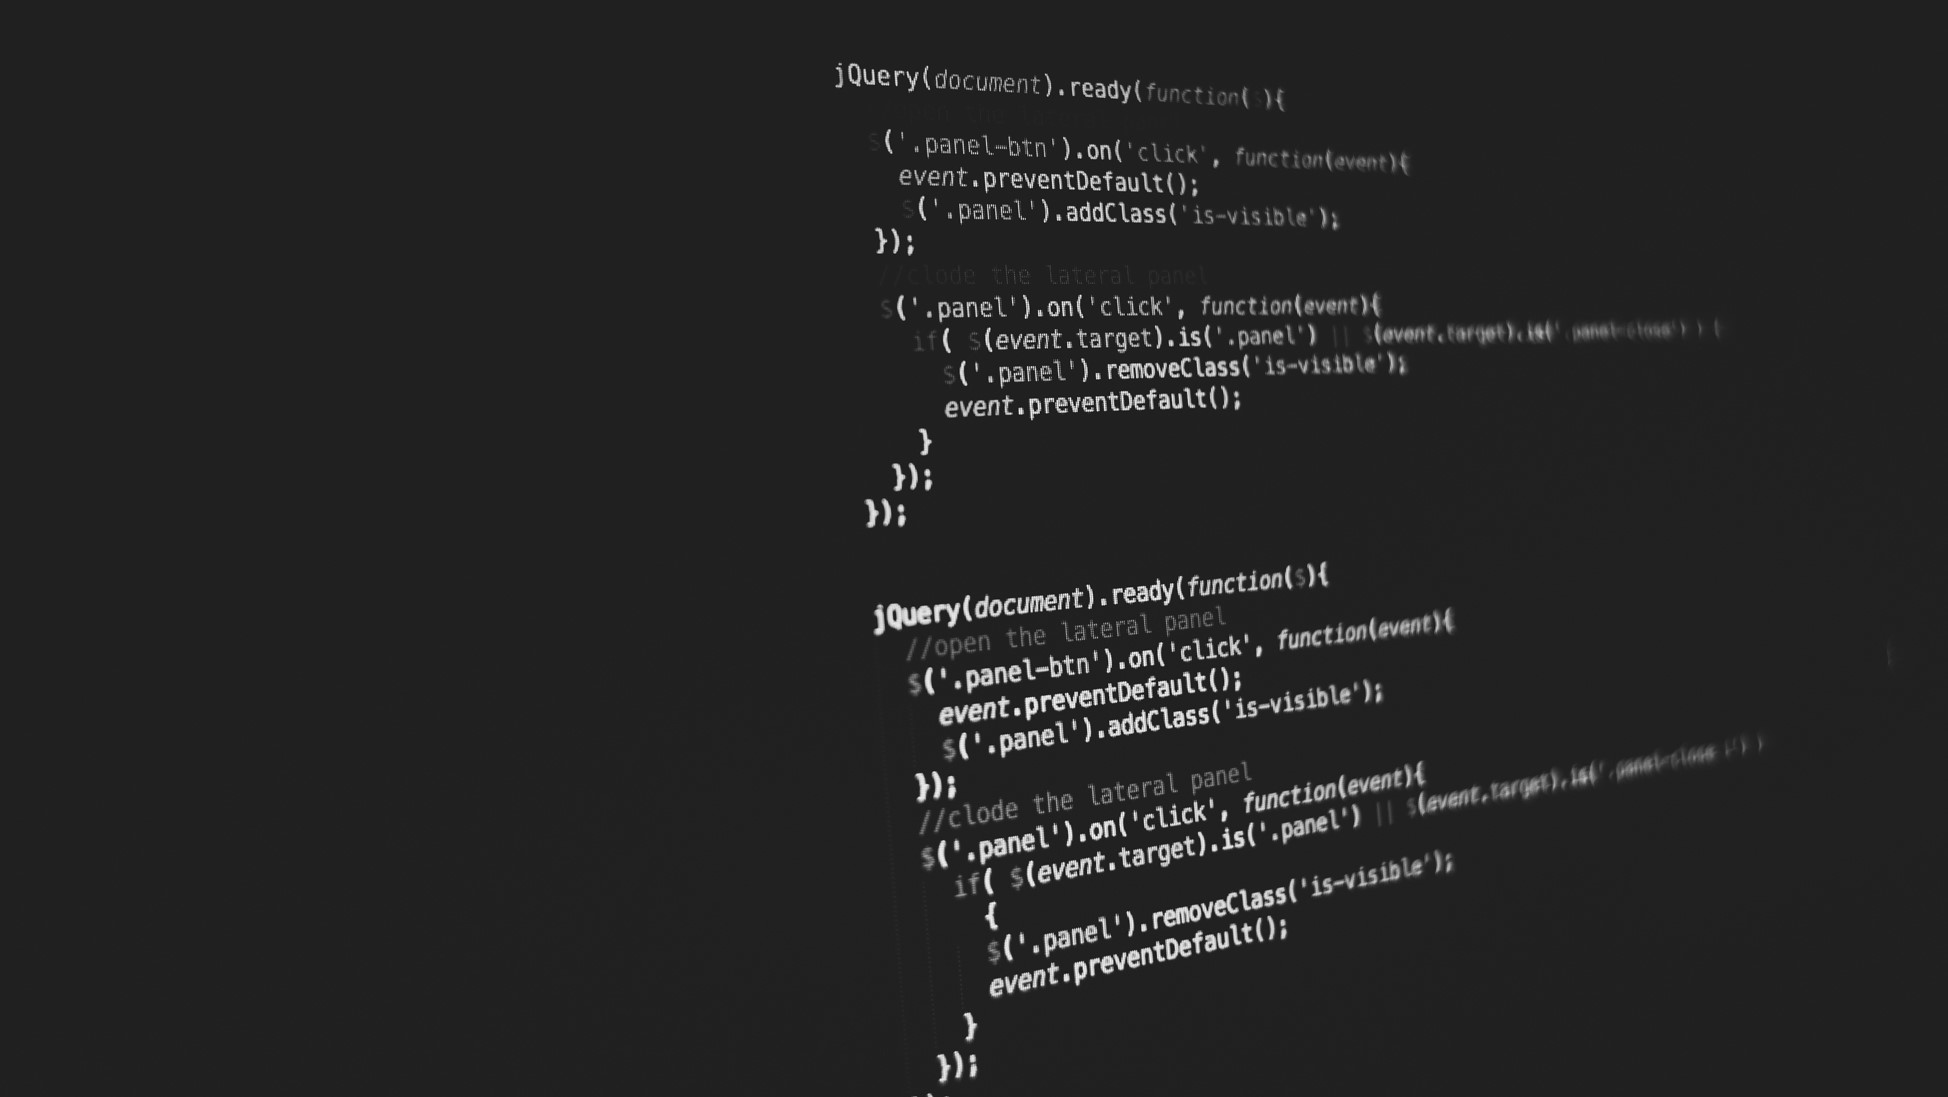 jQuery(document).ready(function($){
//open the lateral panel
$('.panel-btn').on('click', function(event){
event.preventDefault();
$('.panel').addClass('is-visible');
});
//clode the lateral panel
$('.panel').on('click', function(event){
if( $(event.target).is('.panel') || $(event.target).is('.panel-close') ) {
$('.panel').removeClass('is-visible');
event.preventDefault();
}
});
});
jQuery(document).ready(function($){
//open the lateral panel
$('.panel-btn').on('click', function(event){
event.preventDefault();
$('.panel').addClass('is-visible');
});
//clode the lateral panel
$('.panel').on('click', function(event){
if( $(event.target).is('.panel') || $(event.target).is('.panel-close') )
{
$('.panel').removeClass('is-visible');
event.preventDefault();
}
});